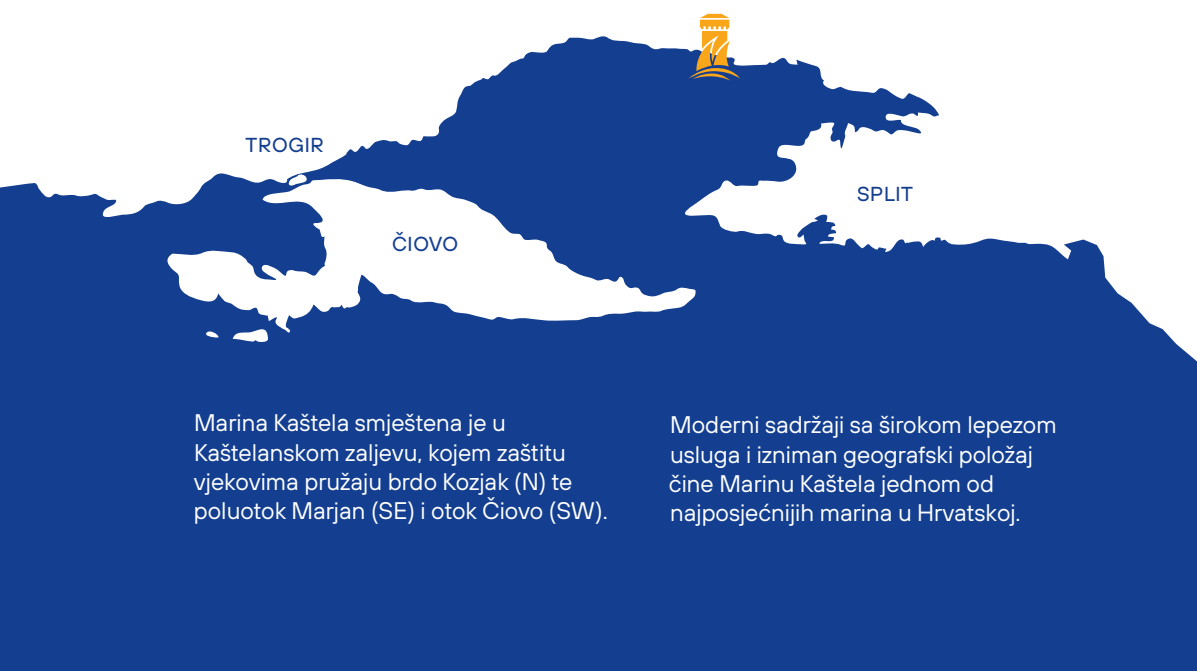 TROGIR
SPLIT
ČIOVO
Marina Kaštela smještena je u
Kaštelanskom zaljevu, kojem zaštitu
vjekovima pružaju brdo Kozjak (N) te
poluotok Marjan (SE) i otok Čiovo (SW).
Moderni sadržaji sa širokom lepezom
usluga i izniman geografski položaj
čine Marinu Kaštela jednom od
najposjećnijih marina u Hrvatskoj.